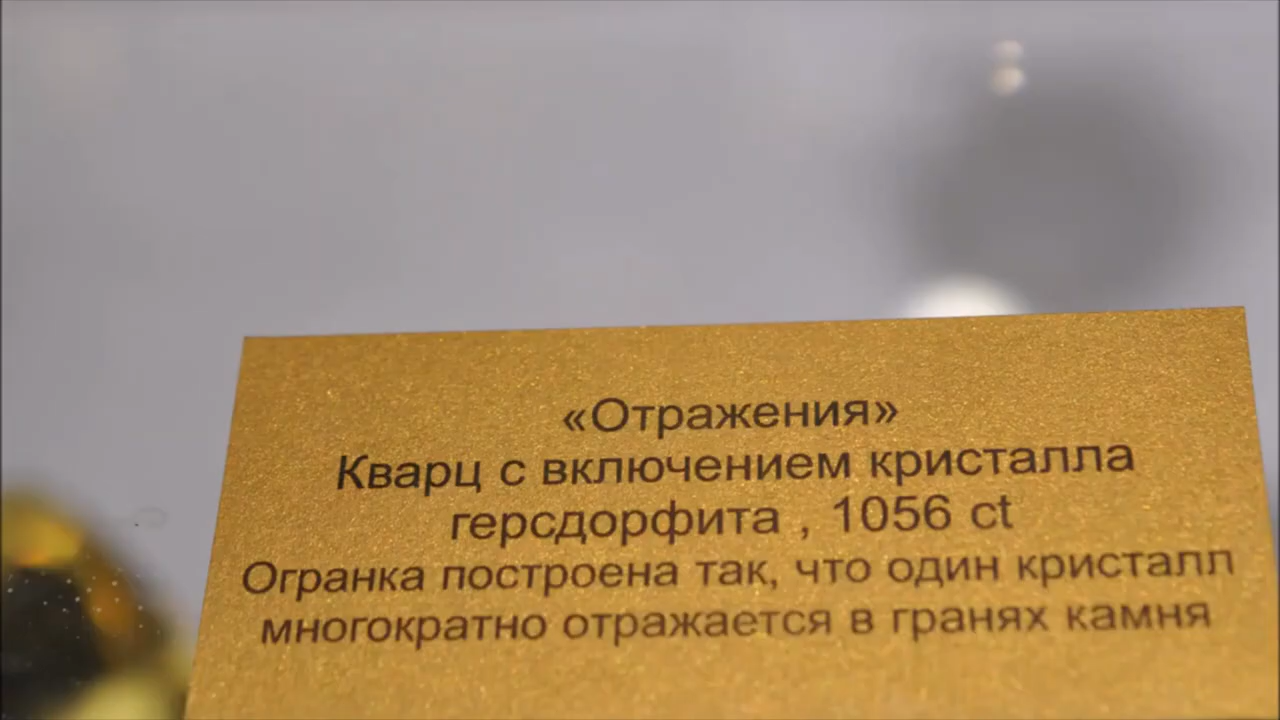 «Отражения»
Кварц с включением кристалла
герсдорфита , 1056 ct
Огранка построена так, что один кристалл
многократно отражается в гранях камня